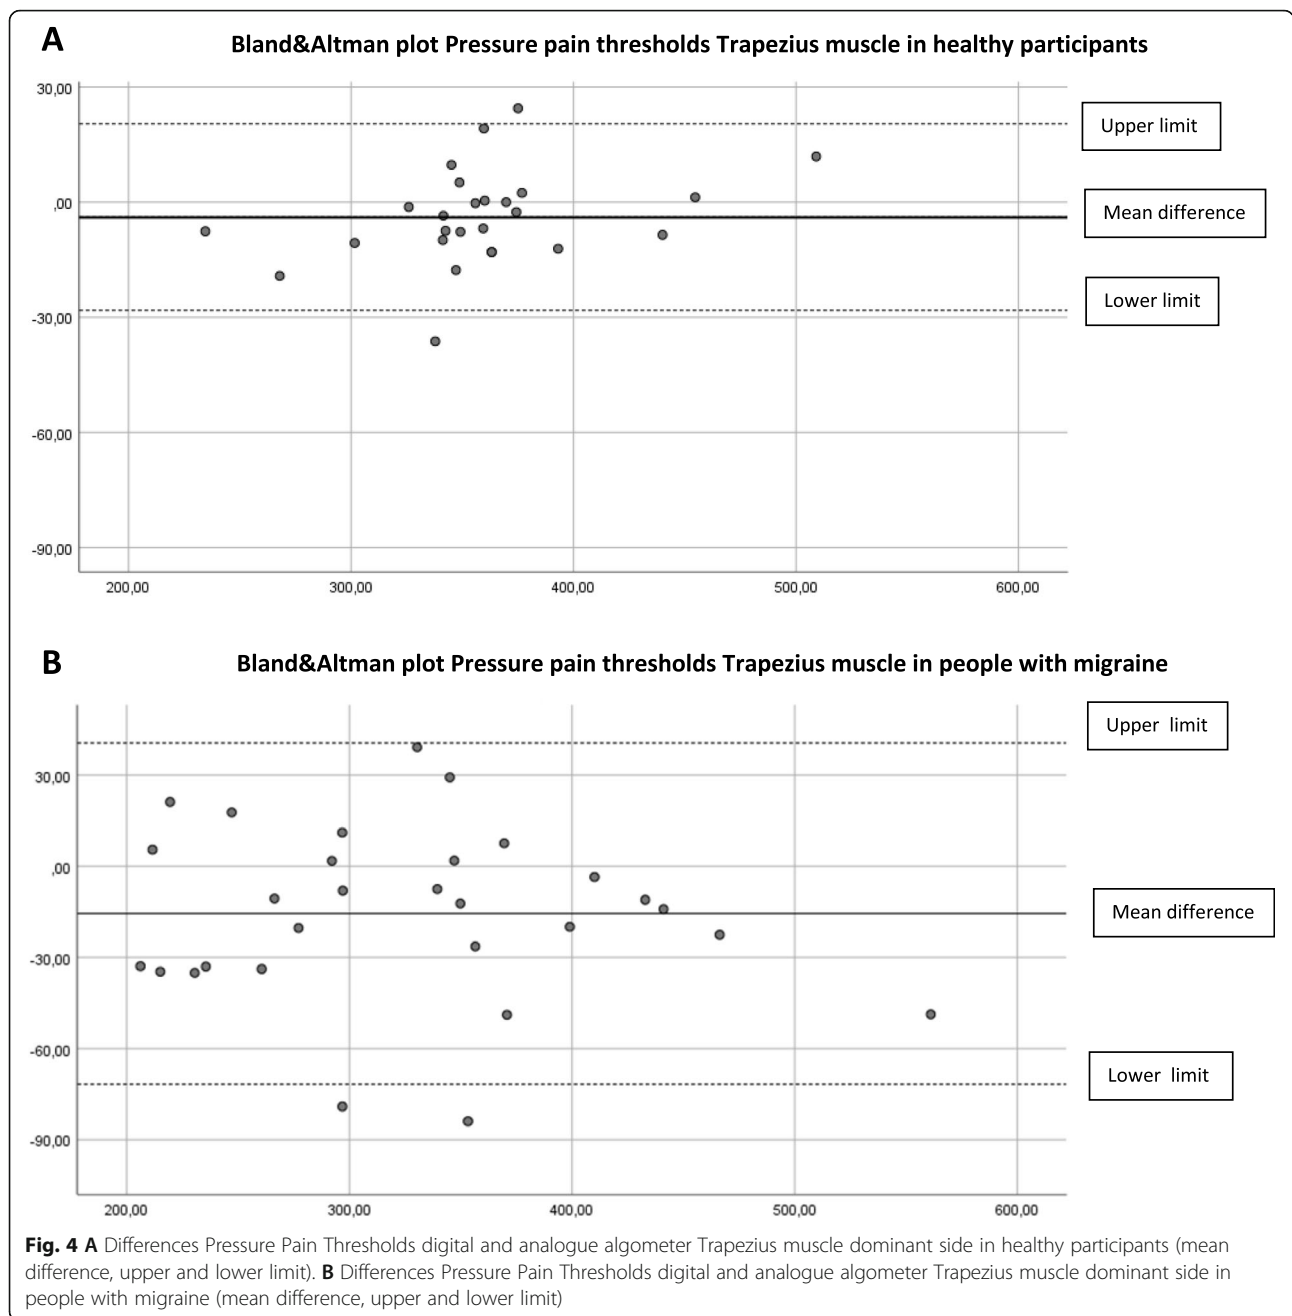 A
Bland&Altman plot Pressure pain thresholds Trapezius muscle in healthy participants
30,00
Upper limit
,00
Mean difference
Lower limit
-30,00
-60,00
-90,00
200,00 300,00 400,00 500,00 600,00
B
Bland&Altman plot Pressure pain thresholds Trapezius muscle in people with migraine
Upper limit
30,00
,00
Mean difference
-30,00
-60,00
Lower limit
-90,00
200,00 300,00 400,00 500,00 600,00
Fig. 4 A Differences Pressure Pain Thresholds digital and analogue algometer Trapezius muscle dominant side in healthy participants (mean
difference, upper and lower limit). B Differences Pressure Pain Thresholds digital and analogue algometer Trapezius muscle dominant side in
people with migraine (mean difference, upper and lower limit)